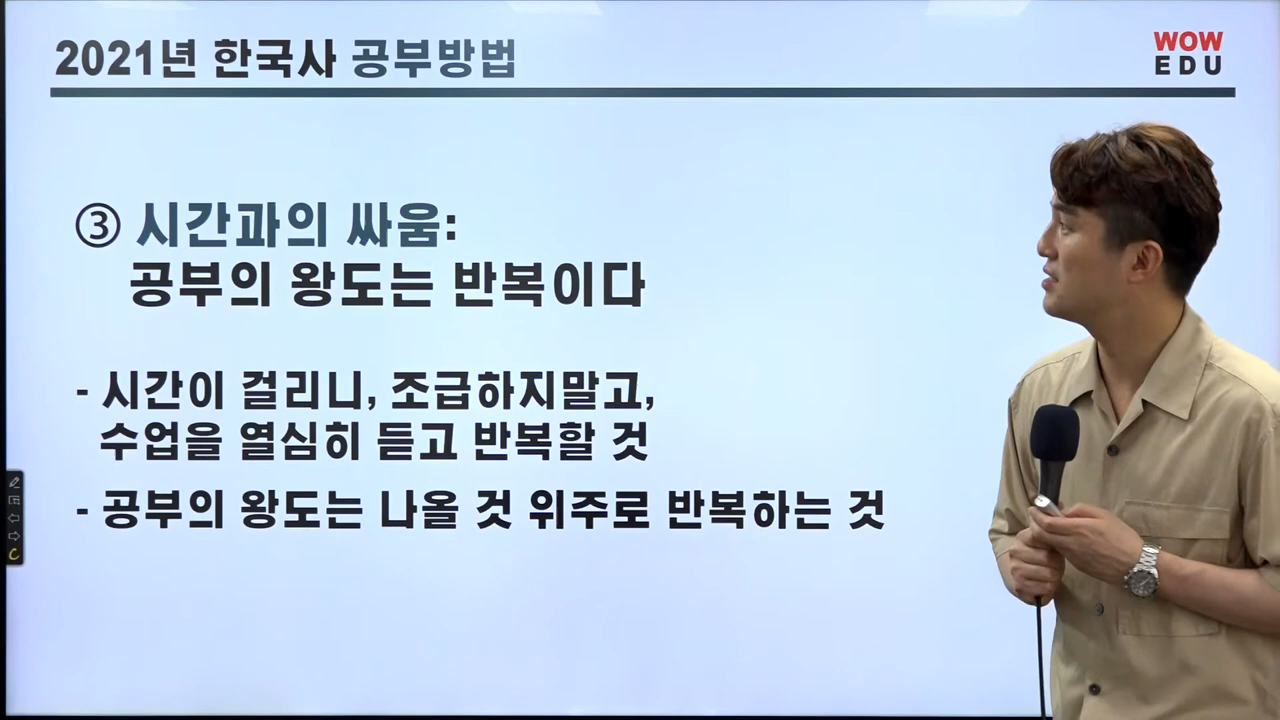 2021년 한국사 공부방법
WOW
EDU
③ 시간과의 싸움:
공부의 왕도는 반복이다
- 시간이 걸리니, 조급하지말고,
수업을 열심히 듣고 반복할 것
- 공부의 왕도는 나올 것 위주로 반복하는 것